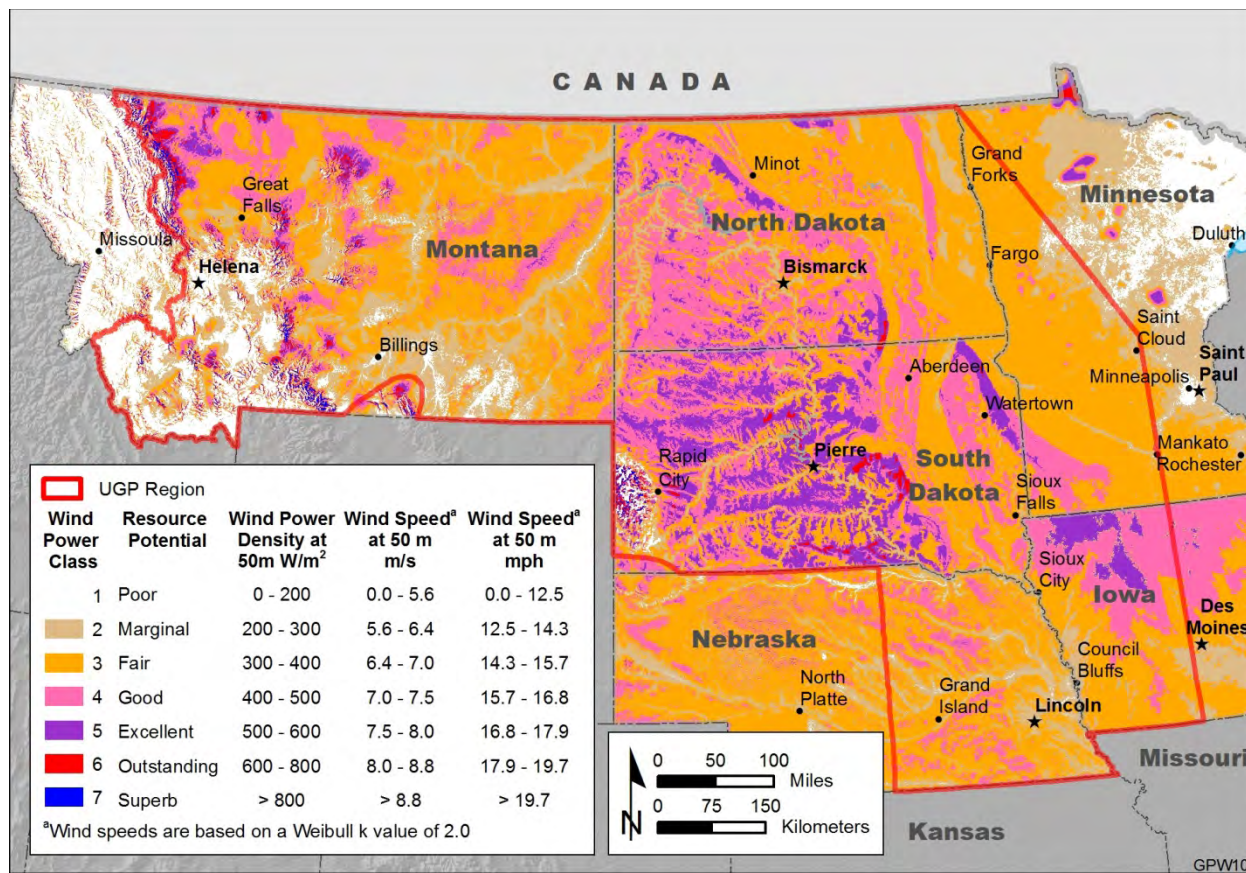 CANADA
Minot
Grand
Forks
Great
Falls
Minnesota
North Dakota
Missoula
Montana
Duluth
Helena
Bismarck
Fargo
Saint
Cloud
Saint
Paul
Billings
Minneapolis
Aberdeen
Watertown
Mankato
Rochester
Pierre
South
Dakota
Rapid
City
Sioux
Falls
Sioux
City
Iowa
Des
Moines
Nebraska
Council
Bluffs
North
Platte
Grand
Island
Lincoln
Missouri
Kansas
UGP Region
Wind Power Class Resource Potential Wind Power Density at 50m W/m² Wind Speedᵃ at 50 m m/s Wind Speedᵃ at 50 m mph
1 Poor 0 - 200 0.0 - 5.6 0.0 - 12.5
2 Marginal 200 - 300 5.6 - 6.4 12.5 - 14.3
3 Fair 300 - 400 6.4 - 7.0 14.3 - 15.7
4 Good 400 - 500 7.0 - 7.5 15.7 - 16.8
5 Excellent 500 - 600 7.5 - 8.0 16.8 - 17.9
6 Outstanding 600 - 800 8.0 - 8.8 17.9 - 19.7
7 Superb > 800 > 8.8 > 19.7
ᵃWind speeds are based on a Weibull k value of 2.0
N
0 50 100
Miles
0 75 150
Kilometers
GPW10